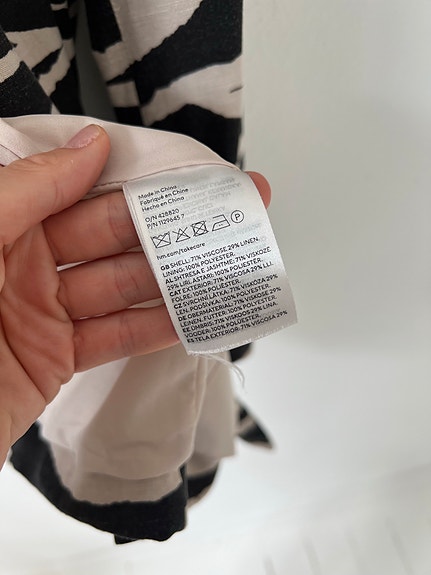 Made in China
Fabriqué en Chine
Hecho en China
O/N 428820
P/N 1129645 7
P
hm.com/takecare
GB SHELL: 71% VISCOSE 29% LINEN.
LINING: 100% POLYESTER.
AL SHTRESA E JASHTME: 71% VISKOZE
29% LIRI. ASTARI: 100% POLIESTER.
CAT EXTERIOR: 71% VISCOSA 29% LLI.
FOLRE: 100% POLIÈSTER.
CZ SVRCHNÍ LÁTKA: 71% VISKÓZA 29%
LEN. PODŠÍVKA: 100% POLYESTER.
DE OBERMATERIAL: 71% VISKOSE 29%
LEINEN. FUTTER: 100% POLYESTER.
EE ÜMBRIS: 71% VISKOOS 29% LINA.
VOODER: 100% POLÜESTER.
ES TELA EXTERIOR: 71% VISCOSA 29%